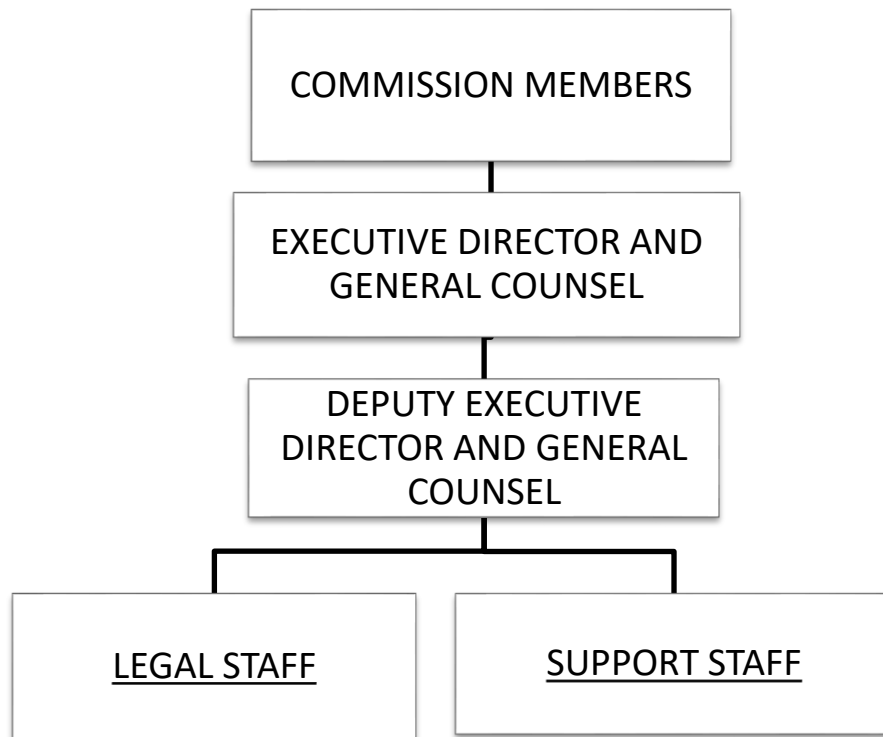 COMMISSION MEMBERS
EXECUTIVE DIRECTOR AND
GENERAL COUNSEL
DEPUTY EXECUTIVE
DIRECTOR AND GENERAL
COUNSEL
LEGAL STAFF
SUPPORT STAFF